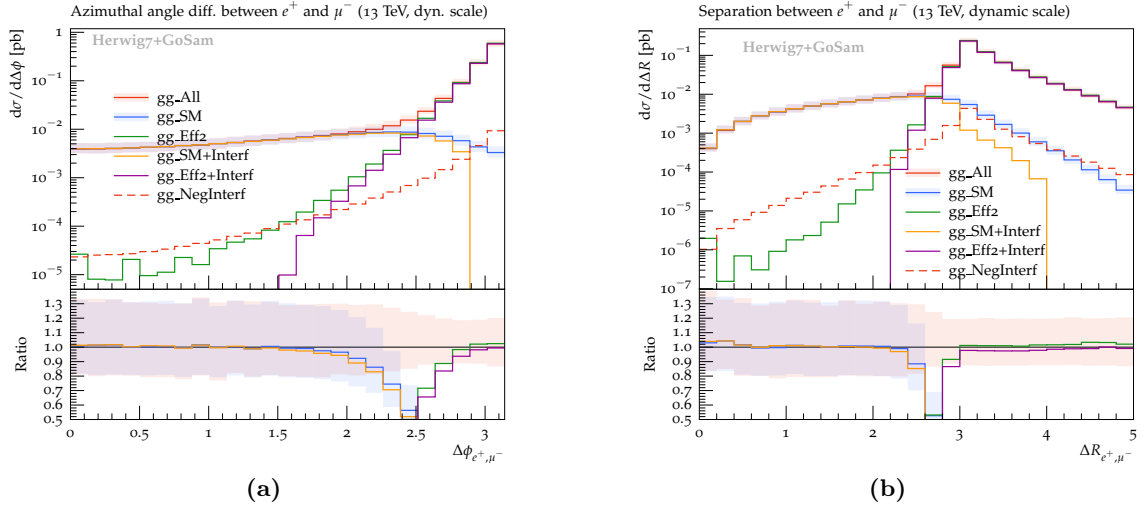 Azimuthal angle diff. between e⁺ and μ⁻ (13 TeV, dyn. scale)
dσ/dΔϕ [pb]
Herwig7+GoSam
gg_All
gg_SM
gg_Eff2
gg_SM+Interf
gg_Eff2+Interf
gg_NegInterf
1
10⁻¹
10⁻²
10⁻³
10⁻⁴
10⁻⁵
Ratio
1.3
1.2
1.1
1.0
0.9
0.8
0.7
0.6
0.5
0 0.5 1 1.5 2 2.5 3
Δϕ e⁺,μ⁻
(a)
Separation between e⁺ and μ⁻ (13 TeV, dynamic scale)
dσ/dΔR [pb]
Herwig7+GoSam
10⁻¹
10⁻²
10⁻³
10⁻⁴
10⁻⁵
10⁻⁶
10⁻⁷
gg_All
gg_SM
gg_Eff2
gg_SM+Interf
gg_Eff2+Interf
gg_NegInterf
Ratio
1.3
1.2
1.1
1.0
0.9
0.8
0.7
0.6
0.5
0 1 2 3 4 5
ΔR e⁺,μ⁻
(b)